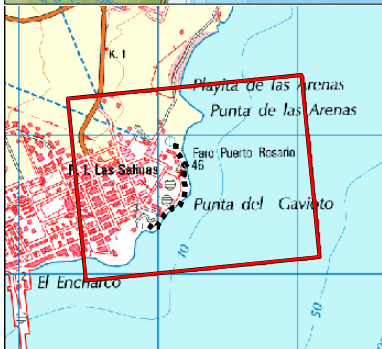 K. 1
Playita de las Arenas
Punta de las Arenas
Faro Puerto Rosario
46
P. I. Las Salinas
Punta del Gavioto
10
El Encharco
50